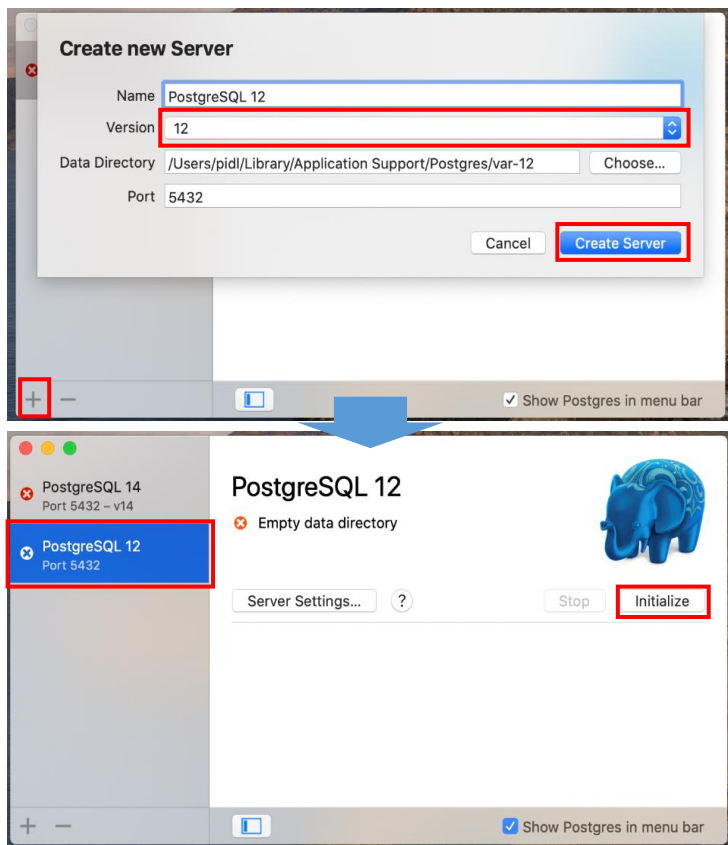 Create new Server
Name PostgreSQL 12
Version 12
Data Directory /Users/pidl/Library/Application Support/Postgres/var-12 Choose...
Port 5432
Cancel Create Server
+ − Show Postgres in menu bar
PostgreSQL 14
Port 5432 – v14
PostgreSQL 12
Port 5432
PostgreSQL 12
Empty data directory
Server Settings... ? Stop Initialize
+ − Show Postgres in menu bar